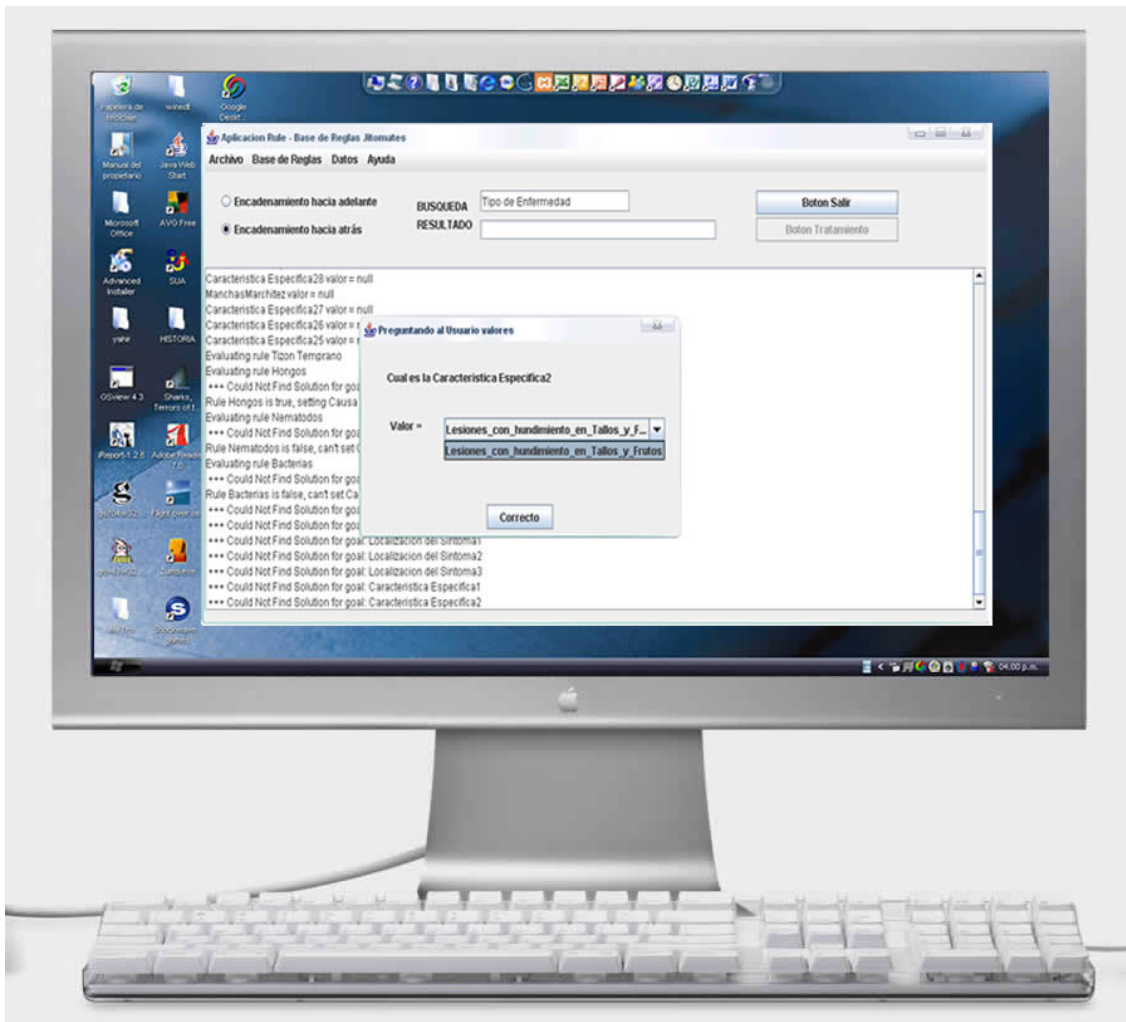 Papelera de
winedt
Google
Manual del
propietario
Java Web
Start
Microsoft
Office
AVG Free
Advanced
Installer
SUA
HISTORIA
GSview 4.3
Sharks,
iReport-1.2.6
Adobe Reader
7.0
Aplicacion Rule - Base de Reglas Jitomates
Archivo Base de Reglas Datos Ayuda
Encadenamiento hacia adelante
Encadenamiento hacia atrás
BUSQUEDA Tipo de Enfermedad
RESULTADO
Boton Salir
Boton Tratamiento
Caracteristica Especifica28 valor = null
ManchasMarchitez valor = null
Caracteristica Especifica27 valor = null
Caracteristica Especifica26 valor =
Caracteristica Especifica25 valor =
Evaluating rule Tizon Temprano
Evaluating rule Hongos
*** Could Not Find Solution for goa
Rule Hongos is true, setting Causa
Evaluating rule Nematodos
*** Could Not Find Solution for goa
Rule Nematodos is false, can't set
Evaluating rule Bacterias
*** Could Not Find Solution for goa
Rule Bacterias is false, can't set Ca
*** Could Not Find Solution for goa
*** Could Not Find Solution for goa
*** Could Not Find Solution for goal: Localizacion del Sintoma1
*** Could Not Find Solution for goal: Localizacion del Sintoma2
*** Could Not Find Solution for goal: Localizacion del Sintoma3
*** Could Not Find Solution for goal: Caracteristica Especifica1
*** Could Not Find Solution for goal: Caracteristica Especifica2
Preguntando al Usuario valores
Cual es la Caracteristica Especifica2
Valor = Lesiones_con_hundimiento_en_Tallos_y_F...
Lesiones_con_hundimiento_en_Tallos_y_Frutos
Correcto
04:00 p.m.